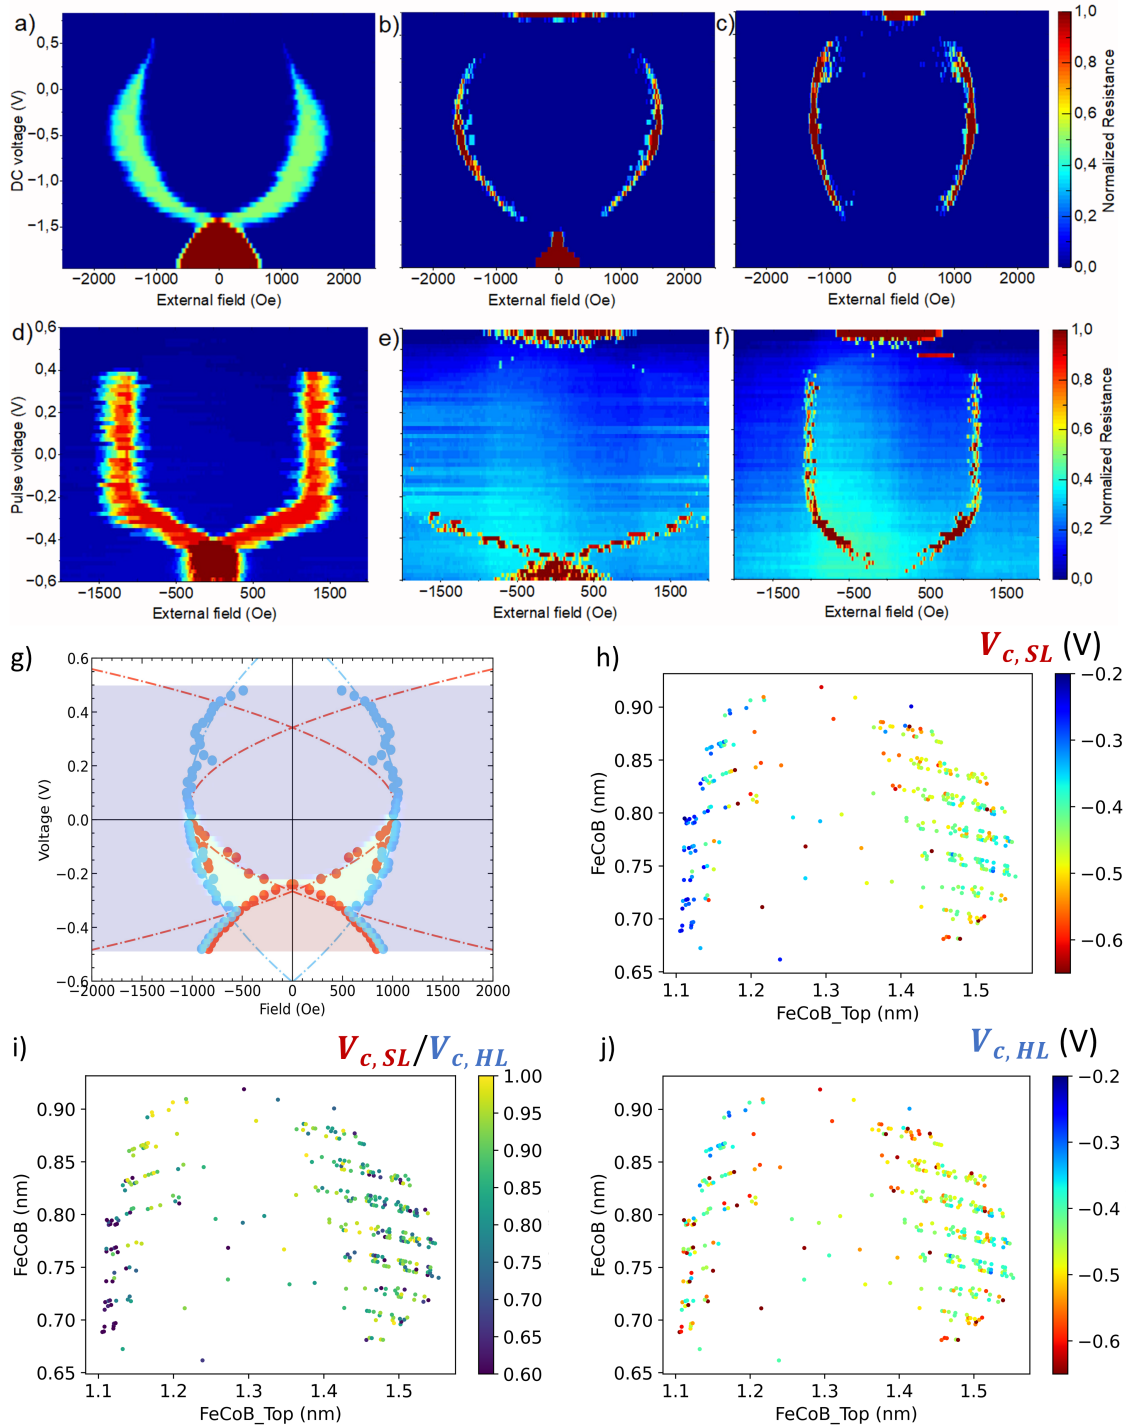 a)
b)
c)
DC voltage (V)
0,5
0,0
-0,5
-1,0
-1,5
-2000 -1000 0 1000 2000
External field (Oe)
-2000 -1000 0 1000 2000
External field (Oe)
-2000 -1000 0 1000 2000
External field (Oe)
1,0
0,8
0,6
0,4
0,2
0,0
Normalized Resistance
d)
e)
f)
Pulse voltage (V)
0,6
0,4
0,2
0,0
-0,2
-0,4
-0,6
-1500 -500 500 1500
External field (Oe)
-1500 -500 500 1500
External field (Oe)
-1500 -500 500 1500
External field (Oe)
1,0
0,8
0,6
0,4
0,2
0,0
Normalized Resistance
g)
Voltage (V)
0.6
0.4
0.2
0.0
−0.2
−0.4
−0.6
−2000 −1500 −1000 −500 0 500 1000 1500 2000
Field (Oe)
h)
Vc, SL (V)
FeCoB (nm)
0.90
0.85
0.80
0.75
0.70
0.65
1.1 1.2 1.3 1.4 1.5
FeCoB_Top (nm)
−0.2
−0.3
−0.4
−0.5
−0.6
i)
Vc, SL/Vc, HL
FeCoB (nm)
0.90
0.85
0.80
0.75
0.70
0.65
1.1 1.2 1.3 1.4 1.5
FeCoB_Top (nm)
1.00
0.95
0.90
0.85
0.80
0.75
0.70
0.65
0.60
j)
Vc, HL (V)
FeCoB (nm)
0.90
0.85
0.80
0.75
0.70
0.65
1.1 1.2 1.3 1.4 1.5
FeCoB_Top (nm)
−0.2
−0.3
−0.4
−0.5
−0.6